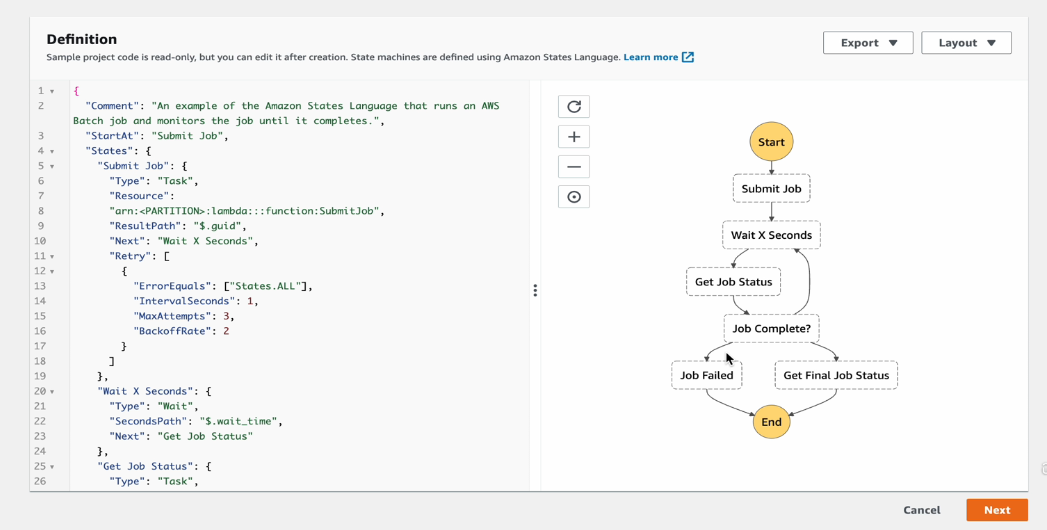 Definition
Sample project code is read-only, but you can edit it after creation. State machines are defined using Amazon States Language. Learn more
Export
Layout
1 {
2 "Comment": "An example of the Amazon States Language that runs an AWS
Batch job and monitors the job until it completes.",
3 "StartAt": "Submit Job",
4 "States": {
5 "Submit Job": {
6 "Type": "Task",
7 "Resource":
8 "arn:<PARTITION>:lambda:::function:SubmitJob",
9 "ResultPath": "$.guid",
10 "Next": "Wait X Seconds",
11 "Retry": [
12 {
13 "ErrorEquals": ["States.ALL"],
14 "IntervalSeconds": 1,
15 "MaxAttempts": 3,
16 "BackoffRate": 2
17 }
18 ]
19 },
20 "Wait X Seconds": {
21 "Type": "Wait",
22 "SecondsPath": "$.wait_time",
23 "Next": "Get Job Status"
24 },
25 "Get Job Status": {
26 "Type": "Task",
Start
Submit Job
Wait X Seconds
Get Job Status
Job Complete?
Job Failed
Get Final Job Status
End
Cancel
Next